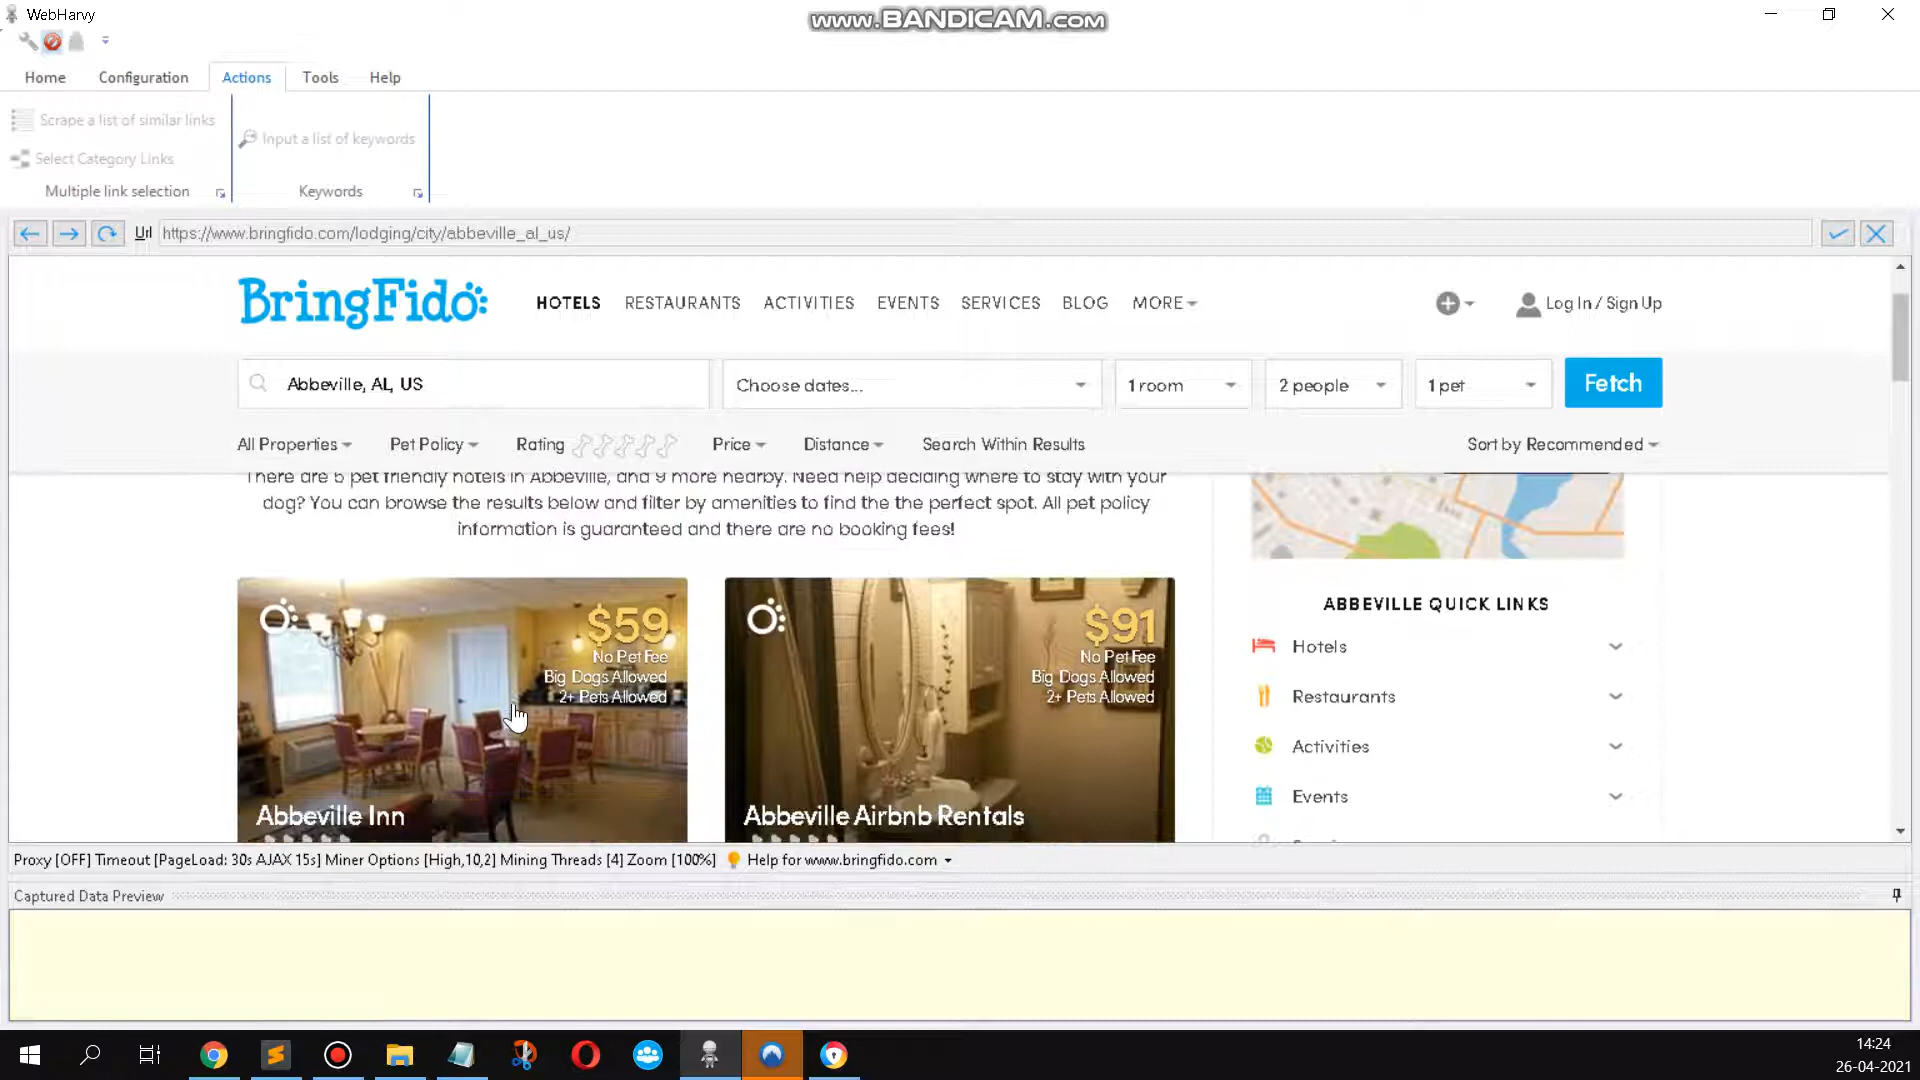 WebHarvy
www.BANDICAM.com
Home Configuration Actions Tools Help
Scrape a list of similar links
Input a list of keywords
Select Category Links
Multiple link selection Keywords
Url https://www.bringfido.com/lodging/city/abbeville_al_us/
BringFido HOTELS RESTAURANTS ACTIVITIES EVENTS SERVICES BLOG MORE Log In / Sign Up
Abbeville, AL, US Choose dates... 1 room 2 people 1 pet Fetch
All Properties Pet Policy Rating Price Distance Search Within Results Sort by Recommended
There are 5 pet friendly hotels in Abbeville, and 9 more nearby. Need help deciding where to stay with your
dog? You can browse the results below and filter by amenities to find the the perfect spot. All pet policy
information is guaranteed and there are no booking fees!
$59
No Pet Fee
Big Dogs Allowed
2+ Pets Allowed
Abbeville Inn
$91
No Pet Fee
Big Dogs Allowed
2+ Pets Allowed
Abbeville Airbnb Rentals
ABBEVILLE QUICK LINKS
Hotels
Restaurants
Activities
Events
Proxy [OFF] Timeout [PageLoad: 30s AJAX 15s] Miner Options [High,10,2] Mining Threads [4] Zoom [100%] Help for www.bringfido.com
Captured Data Preview
14:24
26-04-2021